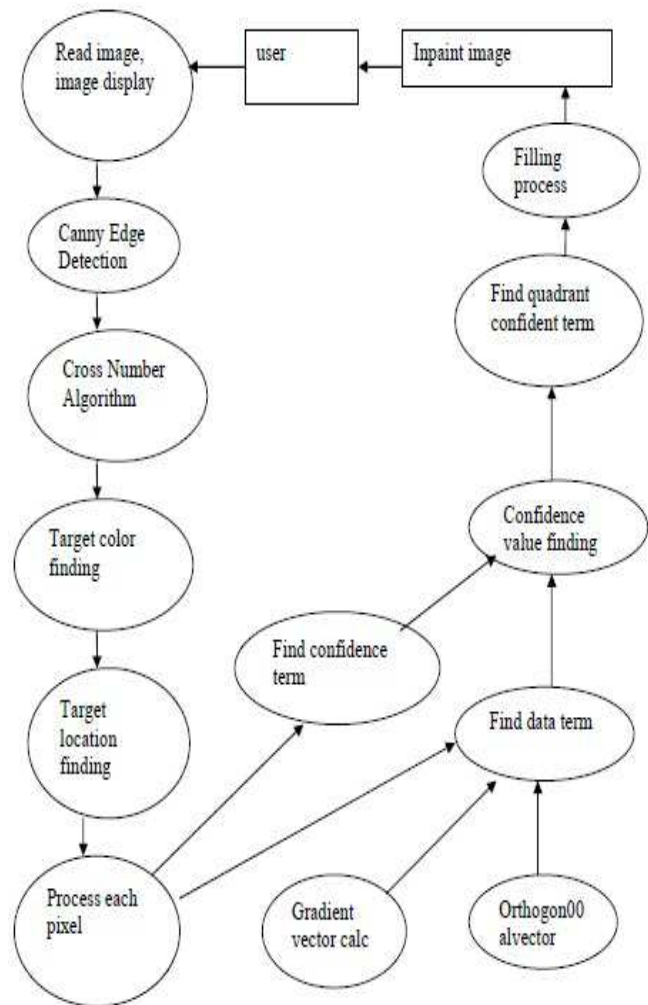 Read image,
image display
user
Inpaint image
Filling
process
Canny Edge
Detection
Find quadrant
confident term
Cross Number
Algorithm
Confidence
value finding
Target color
finding
Find confidence
term
Target
location
finding
Find data term
Process each
pixel
Gradient
vector calc
Orthogon00
alvector